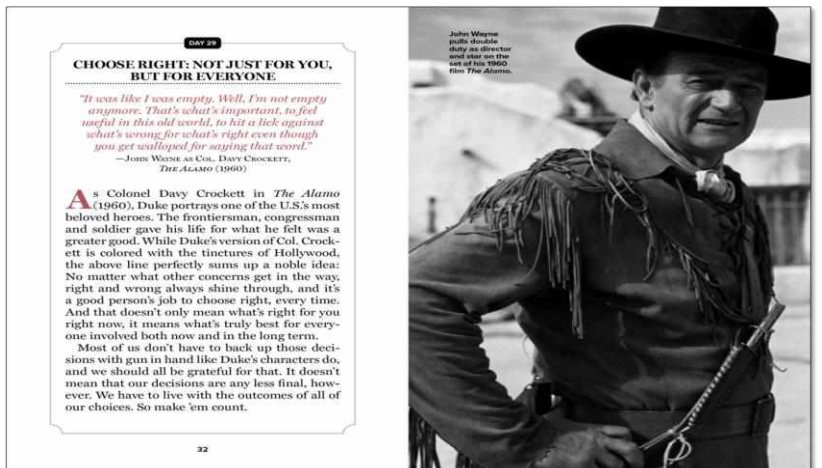 DAY 29
CHOOSE RIGHT: NOT JUST FOR YOU,
BUT FOR EVERYONE
"It was like I was empty. Well, I'm not empty
anymore. That's what's important, to feel
useful in this old world, to hit a lick against
what's wrong for what's right even though
you get walloped for saying that word."
—JOHN WAYNE AS COL. DAVY CROCKETT,
THE ALAMO (1960)
As Colonel Davy Crockett in The Alamo
(1960), Duke portrays one of the U.S.'s most
beloved heroes. The frontiersman, congressman
and soldier gave his life for what he felt was a
greater good. While Duke's version of Col. Crock-
ett is colored with the tinctures of Hollywood,
the above line perfectly sums up a noble idea:
No matter what other concerns get in the way,
right and wrong always shine through, and it's
a good person's job to choose right, every time.
And that doesn't only mean what's right for you
right now, it means what's truly best for every-
one involved both now and in the long term.
Most of us don't have to back up those deci-
sions with gun in hand like Duke's characters do,
and we should all be grateful for that. It doesn't
mean that our decisions are any less final, how-
ever. We have to live with the outcomes of all of
our choices. So make 'em count.
32
John Wayne
pulls double
duty as director
and star on the
set of his 1960
film The Alamo.